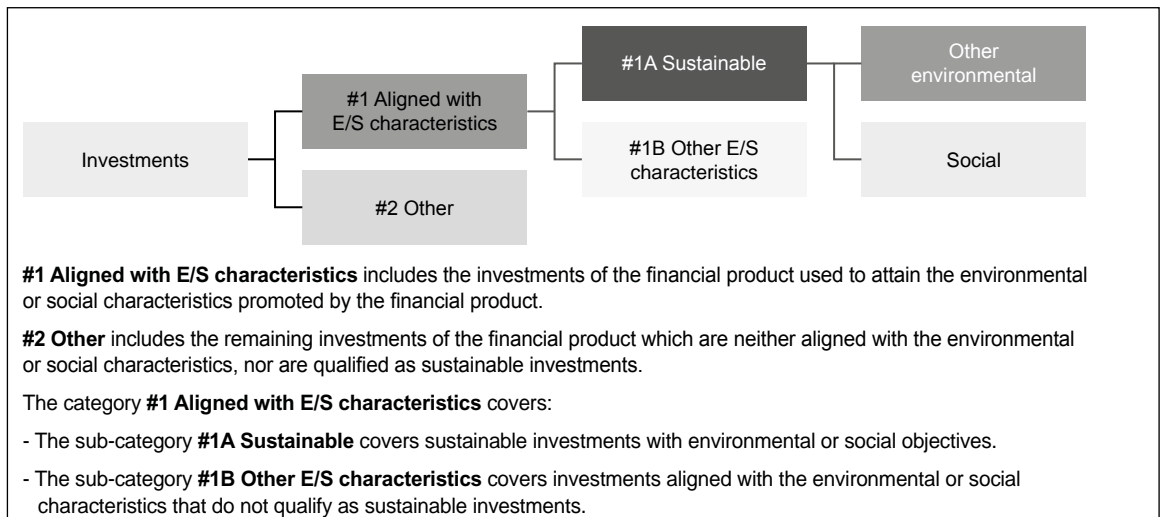 Investments
#1 Aligned with
E/S characteristics
#2 Other
#1A Sustainable
#1B Other E/S
characteristics
Other
environmental
Social
#1 Aligned with E/S characteristics includes the investments of the financial product used to attain the environmental
or social characteristics promoted by the financial product.
#2 Other includes the remaining investments of the financial product which are neither aligned with the environmental
or social characteristics, nor are qualified as sustainable investments.
The category #1 Aligned with E/S characteristics covers:
- The sub-category #1A Sustainable covers sustainable investments with environmental or social objectives.
- The sub-category #1B Other E/S characteristics covers investments aligned with the environmental or social
characteristics that do not qualify as sustainable investments.